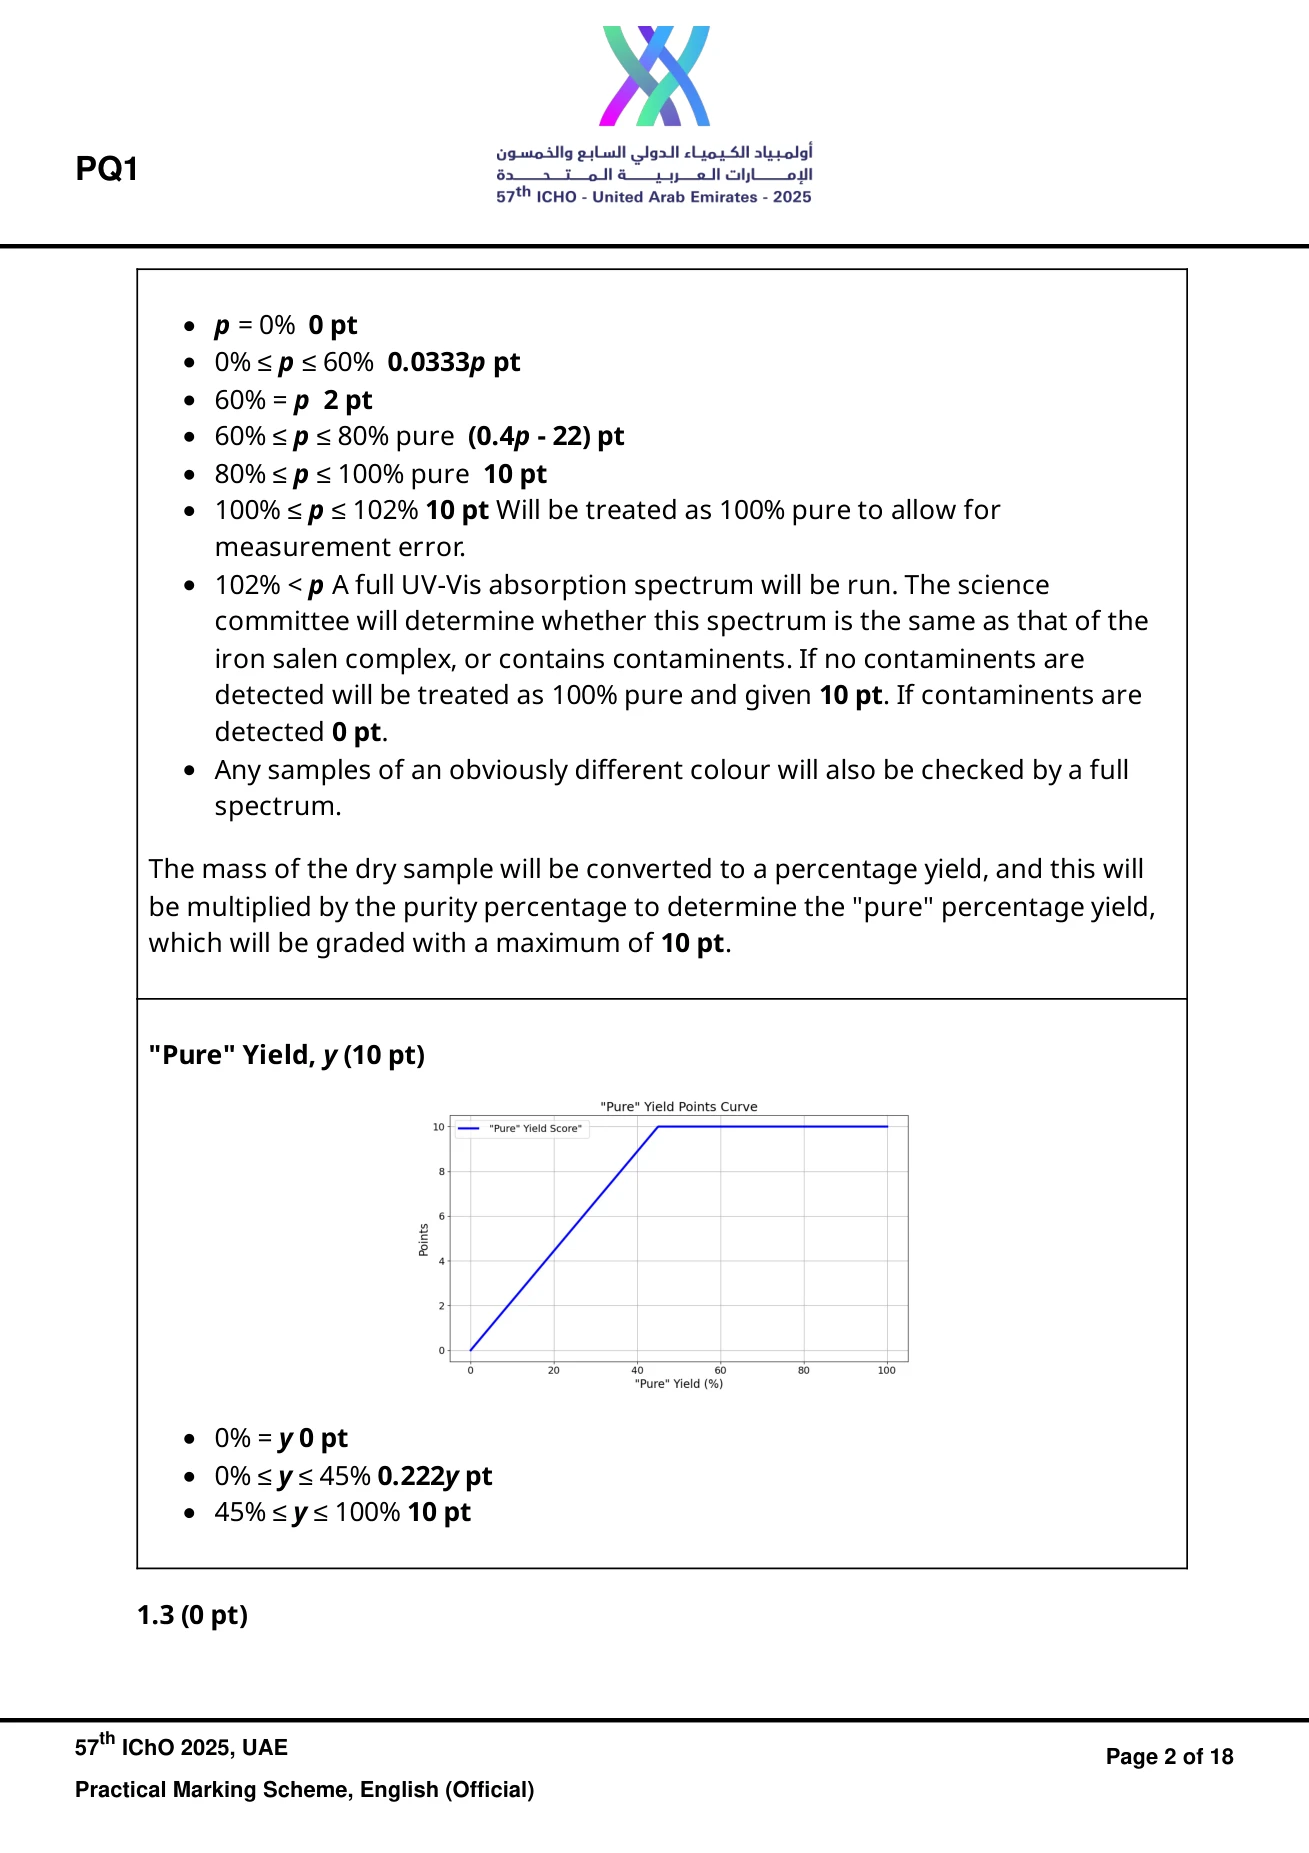 PQ1
أولمبياد الكيمياء الدولي السابع والخمسون
الإمارات العربية المتحدة
57th ICHO - United Arab Emirates - 2025
• p = 0% 0 pt
• 0% ≤ p ≤ 60% 0.0333p pt
• 60% = p 2 pt
• 60% ≤ p ≤ 80% pure (0.4p - 22) pt
• 80% ≤ p ≤ 100% pure 10 pt
• 100% ≤ p ≤ 102% 10 pt Will be treated as 100% pure to allow for
measurement error.
• 102% < p A full UV-Vis absorption spectrum will be run. The science
committee will determine whether this spectrum is the same as that of the
iron salen complex, or contains contaminents. If no contaminents are
detected will be treated as 100% pure and given 10 pt. If contaminents are
detected 0 pt.
• Any samples of an obviously different colour will also be checked by a full
spectrum.
The mass of the dry sample will be converted to a percentage yield, and this will
be multiplied by the purity percentage to determine the "pure" percentage yield,
which will be graded with a maximum of 10 pt.
"Pure" Yield, y (10 pt)
"Pure" Yield Points Curve
"Pure" Yield Score"
10
8
6
4
2
0
Points
0 20 40 60 80 100
"Pure" Yield (%)
• 0% = y 0 pt
• 0% ≤ y ≤ 45% 0.222y pt
• 45% ≤ y ≤ 100% 10 pt
1.3 (0 pt)
57th IChO 2025, UAE
Page 2 of 18
Practical Marking Scheme, English (Official)